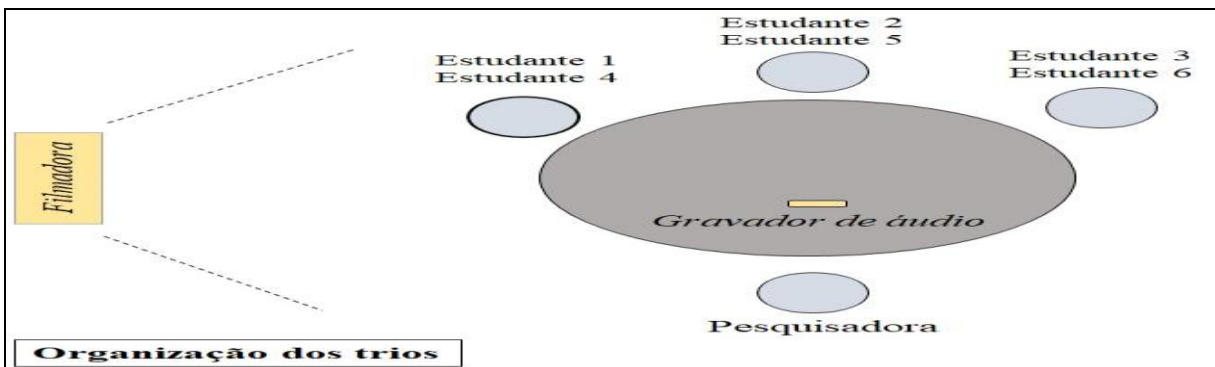 Estudante 2
Estudante 5
Estudante 1
Estudante 4
Estudante 3
Estudante 6
Filmadora
Gravador de áudio
Pesquisadora
Organização dos trios